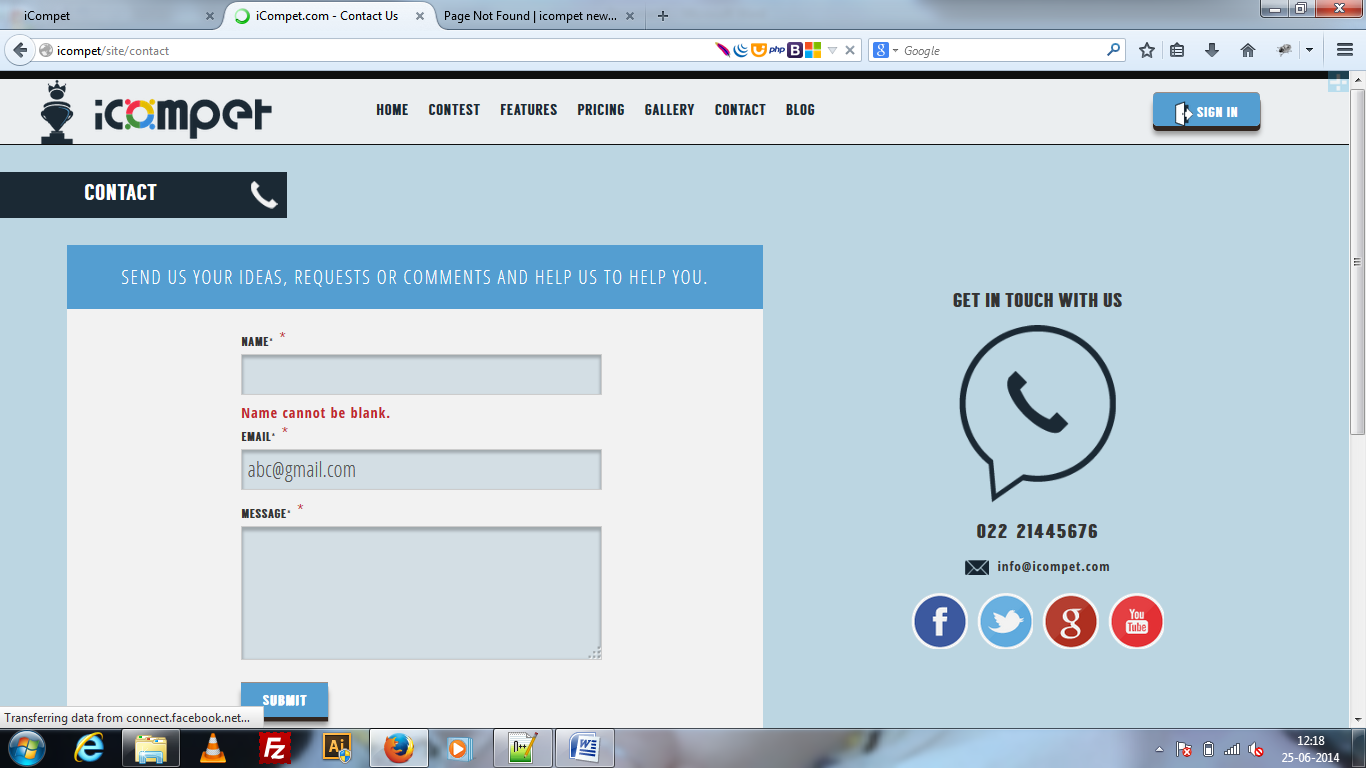 iCompet
iCompet.com - Contact Us
Page Not Found | icompet new...
icompet/site/contact
php
B
Google
icompet
HOME
CONTEST
FEATURES
PRICING
GALLERY
CONTACT
BLOG
SIGN IN
CONTACT
SEND US YOUR IDEAS, REQUESTS OR COMMENTS AND HELP US TO HELP YOU.
NAME* *
Name cannot be blank.
EMAIL* *
abc@gmail.com
MESSAGE* *
SUBMIT
GET IN TOUCH WITH US
022 21445676
info@icompet.com
f
g
You
Tube
Transferring data from connect.facebook.net...
Fz
Ai
W
12:18
25-06-2014